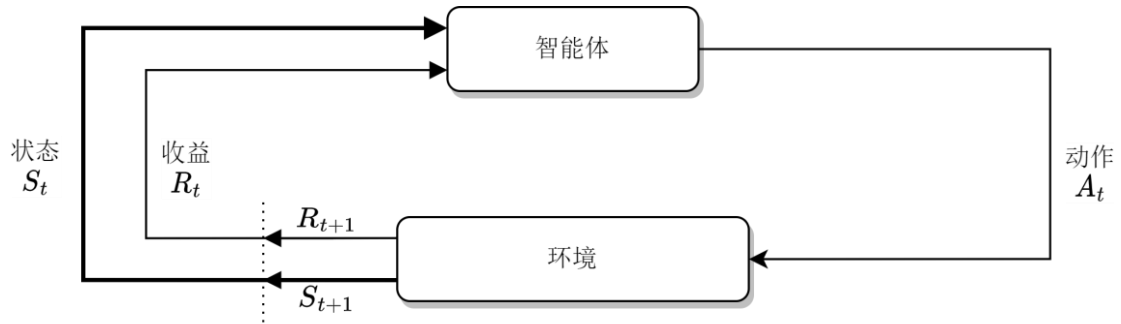 智能体
状态
S_t
收益
R_t
动作
A_t
R_{t+1}
环境
S_{t+1}